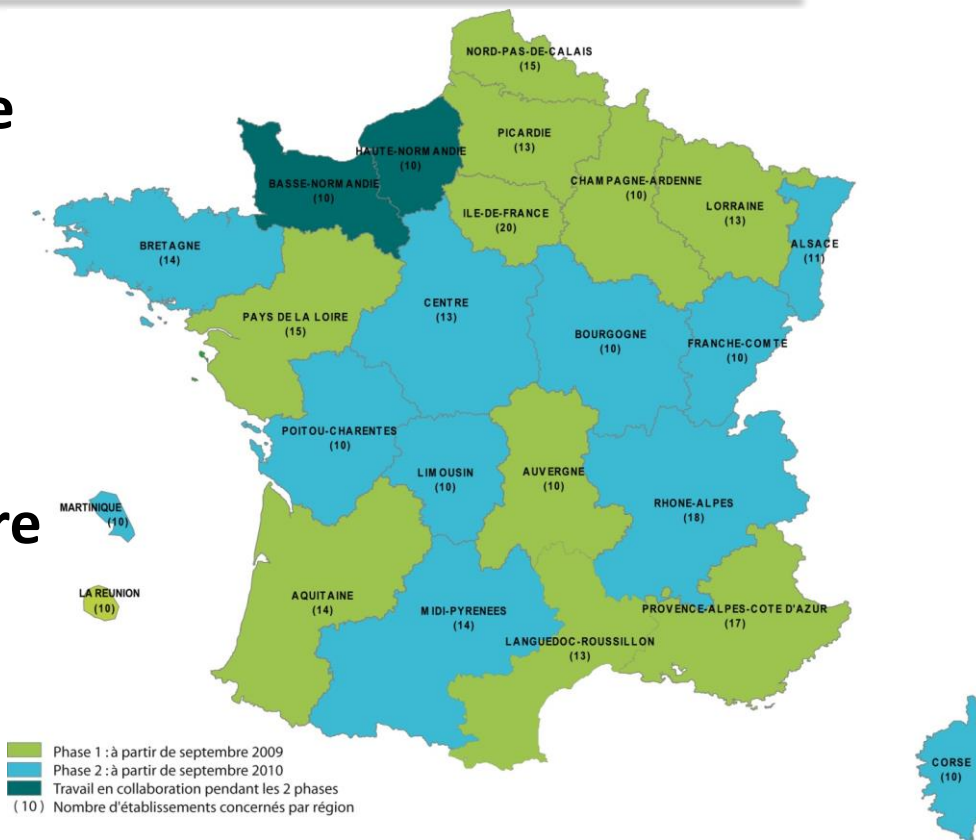 e
NORD-PAS-DE-CALAIS
(15)
PICARDIE
(13)
HAUTE-NORMANDIE
(10)
BASSE-NORMANDIE
(10)
CHAMPAGNE-ARDENNE
(10)
LORRAINE
(13)
ILE-DE-FRANCE
(20)
ALSACE
(11)
BRETAGNE
(14)
CENTRE
(13)
PAYS DE LA LOIRE
(15)
BOURGOGNE
(10)
FRANCHE-COMTE
(10)
POITOU-CHARENTES
(10)
LIMOUSIN
(10)
AUVERGNE
(10)
RHONE-ALPES
(18)
MARTINIQUE
(10)
re
LA REUNION
(10)
AQUITAINE
(14)
MIDI-PYRENEES
(14)
PROVENCE-ALPES-COTE D'AZUR
(17)
LANGUEDOC-ROUSSILLON
(13)
Phase 1 : à partir de septembre 2009
Phase 2 : à partir de septembre 2010
Travail en collaboration pendant les 2 phases
(10) Nombre d'établissements concernés par région
CORSE
(10)